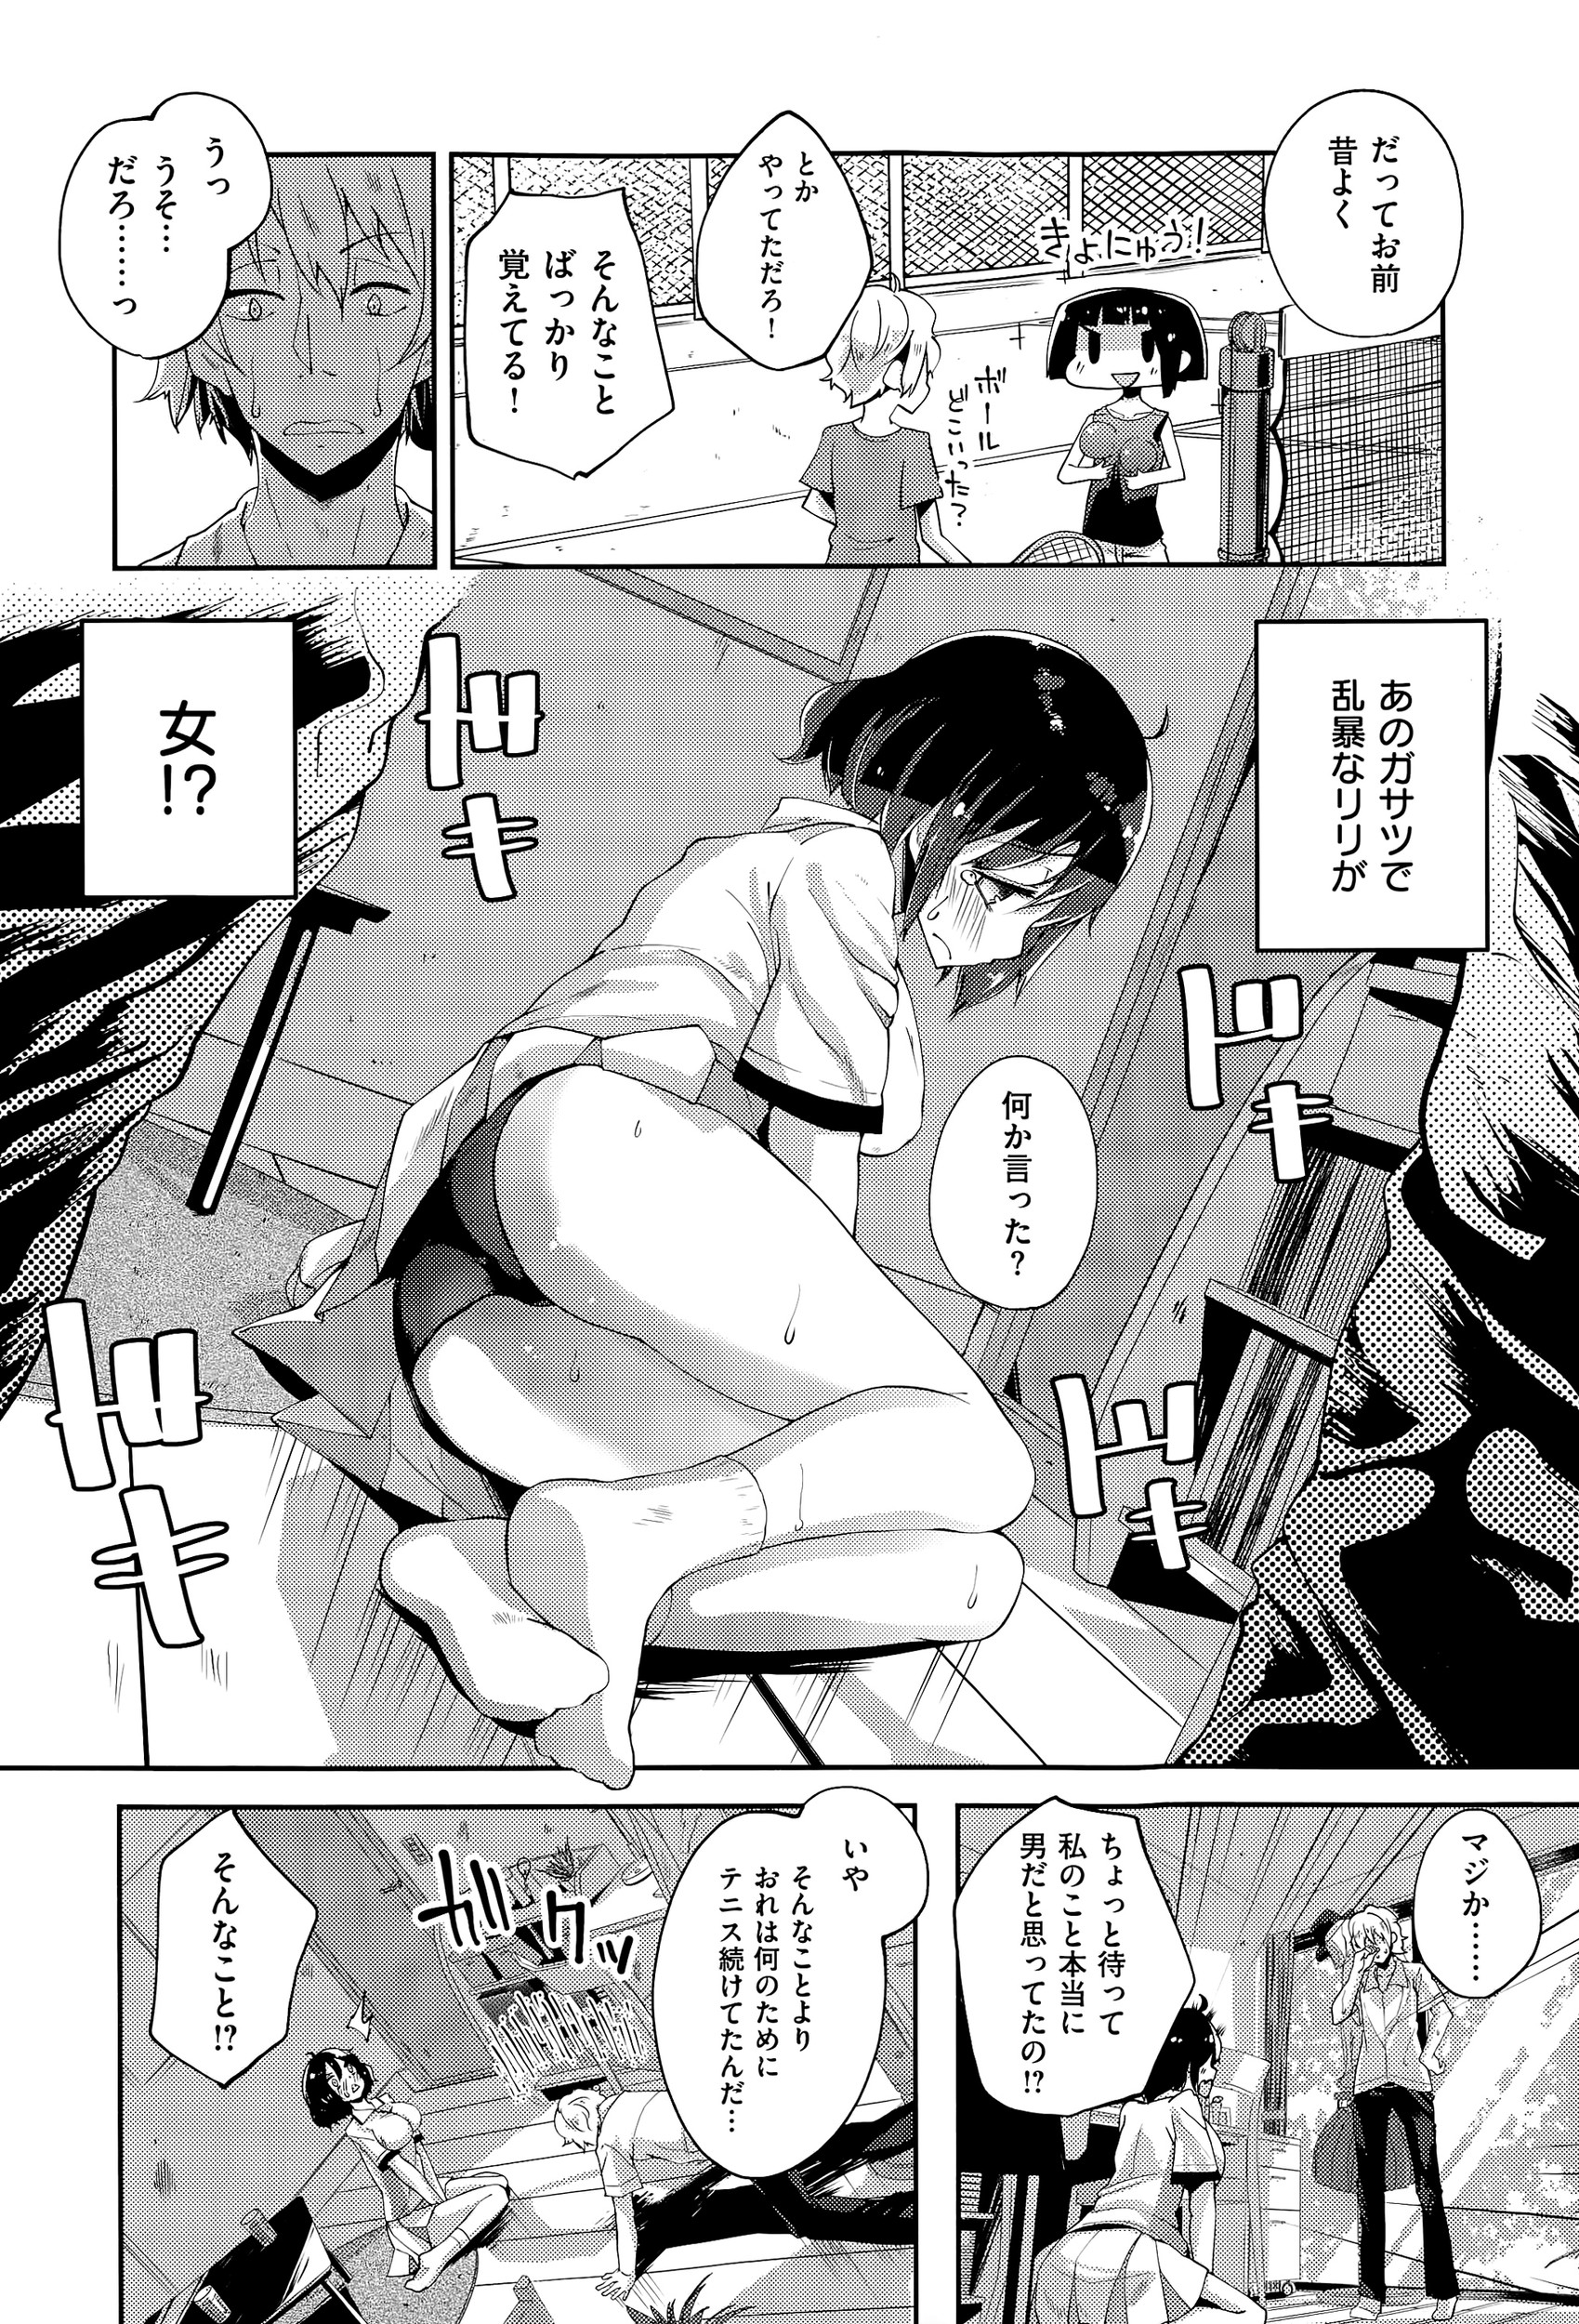 だってお前
昔よく
きょにゅう!
ボール
どこいった?
とか
やってただろ!
そんなこと
ばっかり
覚えてる!
うっ
うそ…
だろ……っ
あのガサツで
乱暴なリリが
女!?
ドキ
ドキ
何か言った?
ドキ
ドキ
マジか……
ちょっと待って
私のこと本当に
男だと思ってたの!?
いや
そんなことより
おれは何のために
テニス続けてたんだ…
ガクッ
そんなこと!?